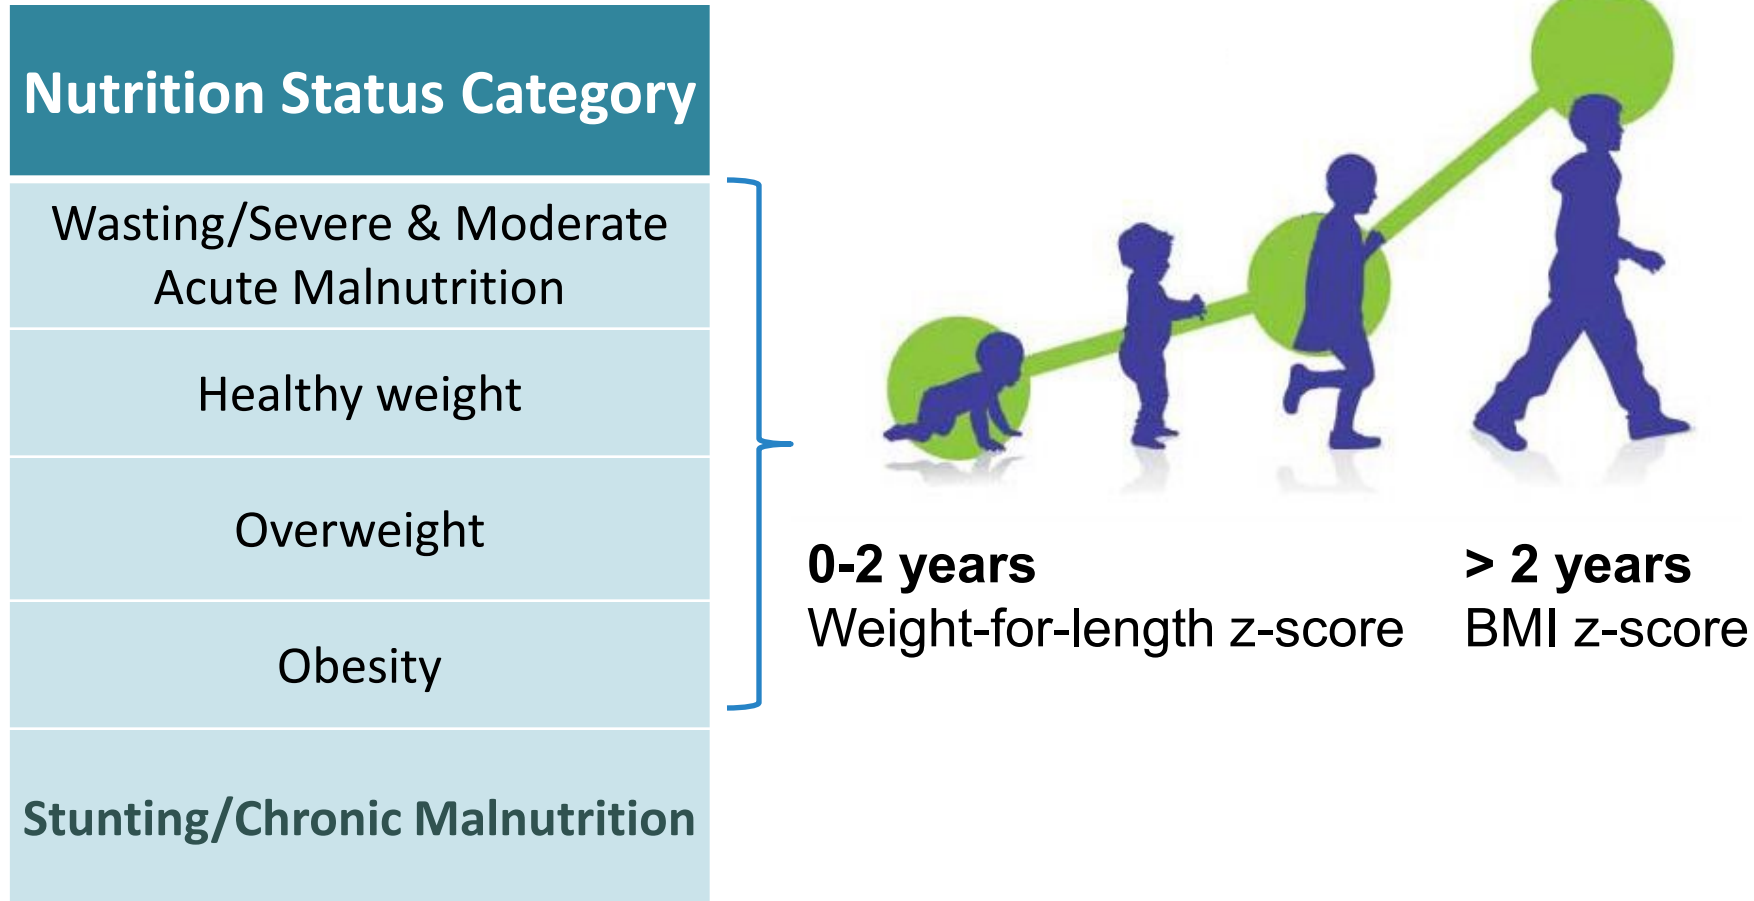 Nutrition Status Category
Wasting/Severe & Moderate
Acute Malnutrition
Healthy weight
Overweight
Obesity
Stunting/Chronic Malnutrition
0-2 years
Weight-for-length z-score
> 2 years
BMI z-score